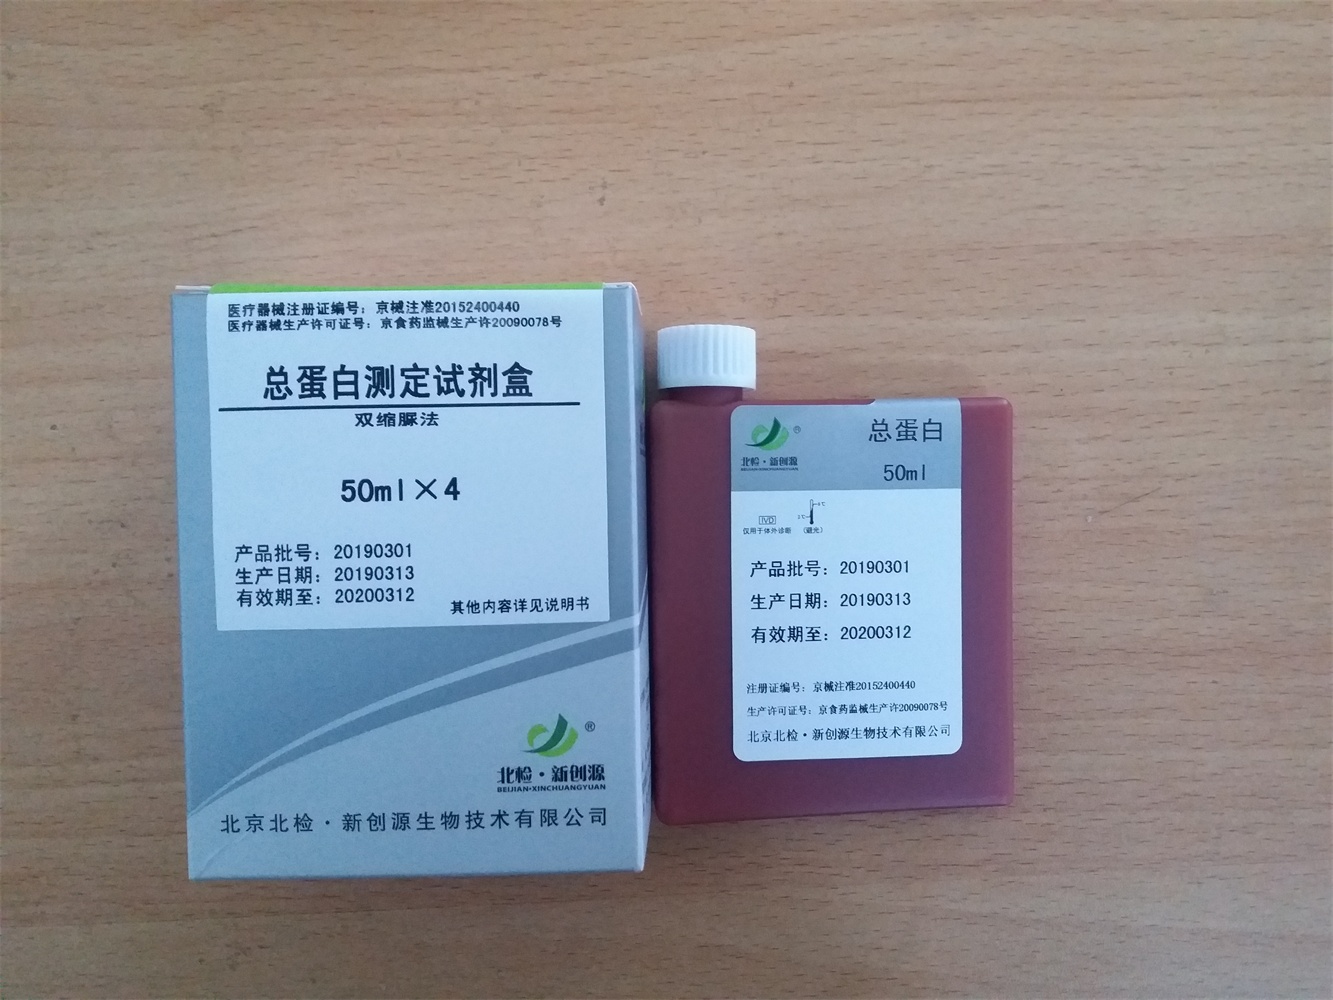 医疗器械注册证编号：京械注准20152400440
医疗器械生产许可证号：京食药监械生产许20090078号
总蛋白测定试剂盒
双缩脲法
50ml×4
产品批号：20190301
生产日期：20190313
有效期至：20200312
其他内容详见说明书
®
北检·新创源
BEIJIAN·XINCHUANGYUAN
北京北检·新创源生物技术有限公司
®
北检·新创源
BEIJIAN·XINCHUANGYUAN
总蛋白
50ml
IVD
仅用于体外诊断
(避光)
产品批号：20190301
生产日期：20190313
有效期至：20200312
注册证编号：京械注准20152400440
生产许可证号：京食药监械生产许20090078号
北京北检·新创源生物技术有限公司